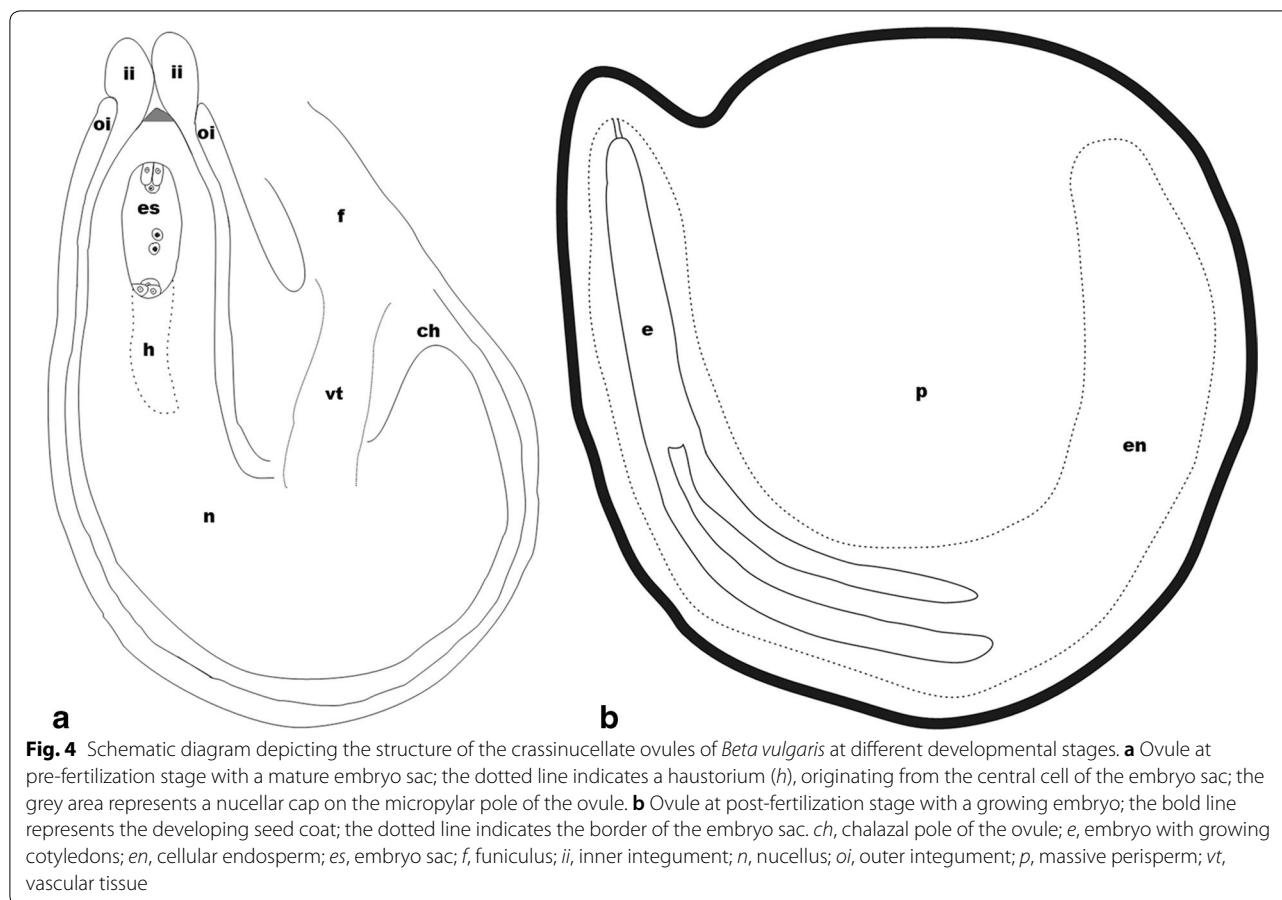 ii ii
oi oi
es
f
h
ch
vt
n
e
p
en
a b
Fig. 4 Schematic diagram depicting the structure of the crassinucellate ovules of Beta vulgaris at different developmental stages. a Ovule at
pre-fertilization stage with a mature embryo sac; the dotted line indicates a haustorium (h), originating from the central cell of the embryo sac; the
grey area represents a nucellar cap on the micropylar pole of the ovule. b Ovule at post-fertilization stage with a growing embryo; the bold line
represents the developing seed coat; the dotted line indicates the border of the embryo sac. ch, chalazal pole of the ovule; e, embryo with growing
cotyledons; en, cellular endosperm; es, embryo sac; f, funiculus; ii, inner integument; n, nucellus; oi, outer integument; p, massive perisperm; vt,
vascular tissue